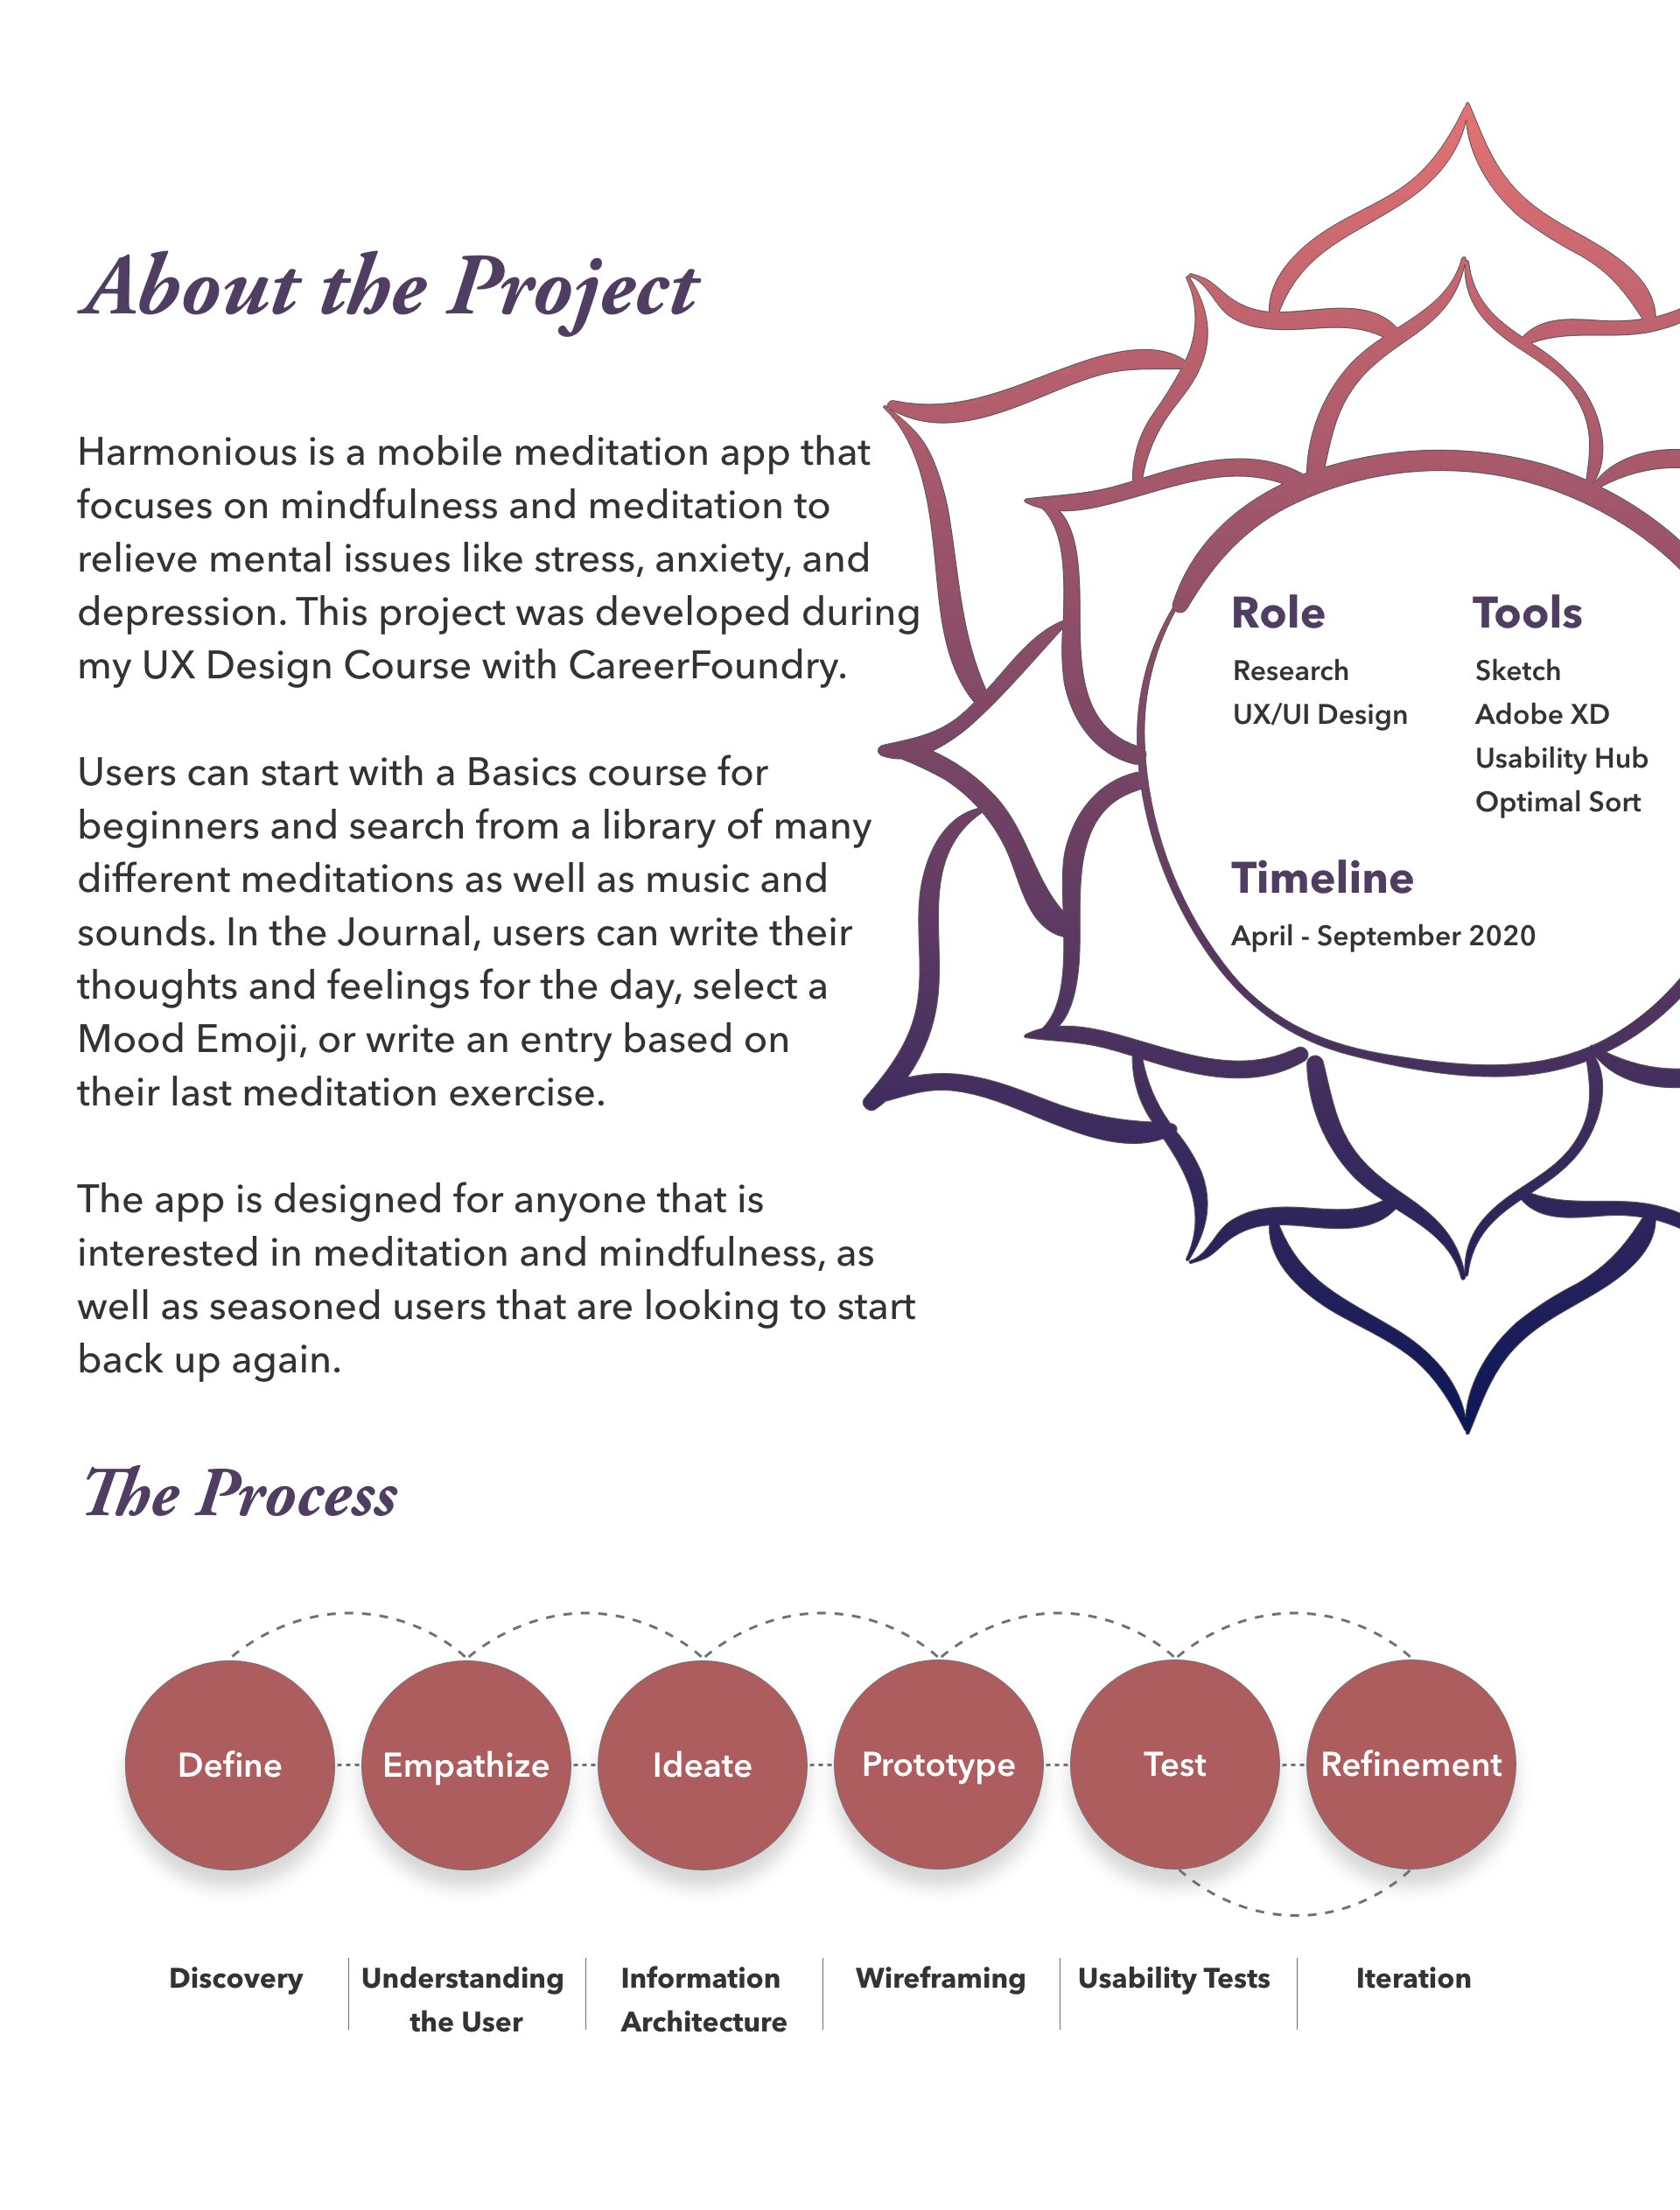 About the Project
Harmonious is a mobile meditation app that
focuses on mindfulness and meditation to
relieve mental issues like stress, anxiety, and
depression. This project was developed during
my UX Design Course with CareerFoundry.
Users can start with a Basics course for
beginners and search from a library of many
different meditations as well as music and
sounds. In the Journal, users can write their
thoughts and feelings for the day, select a
Mood Emoji, or write an entry based on
their last meditation exercise.
The app is designed for anyone that is
interested in meditation and mindfulness, as
well as seasoned users that are looking to start
back up again.
Role
Research
UX/UI Design
Tools
Sketch
Adobe XD
Usability Hub
Optimal Sort
Timeline
April - September 2020
The Process
Define
Empathize
Ideate
Prototype
Test
Refinement
Discovery
Understanding
the User
Information
Architecture
Wireframing
Usability Tests
Iteration